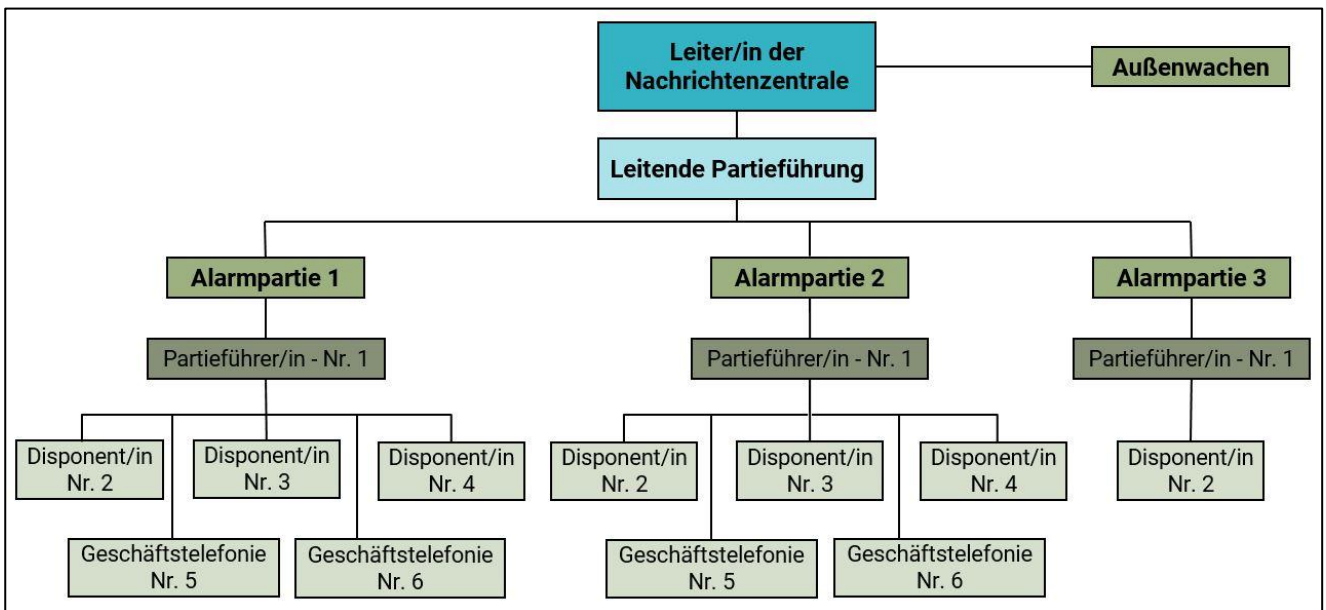 Leiter/in der
Nachrichtenzentrale
Außenwachen
Leitende Partieführung
Alarmpartie 1
Alarmpartie 2
Alarmpartie 3
Partieführer/in - Nr. 1
Partieführer/in - Nr. 1
Partieführer/in - Nr. 1
Disponent/in
Nr. 2
Disponent/in
Nr. 3
Disponent/in
Nr. 4
Disponent/in
Nr. 2
Disponent/in
Nr. 3
Disponent/in
Nr. 4
Disponent/in
Nr. 2
Geschäftstelefonie
Nr. 5
Geschäftstelefonie
Nr. 6
Geschäftstelefonie
Nr. 5
Geschäftstelefonie
Nr. 6